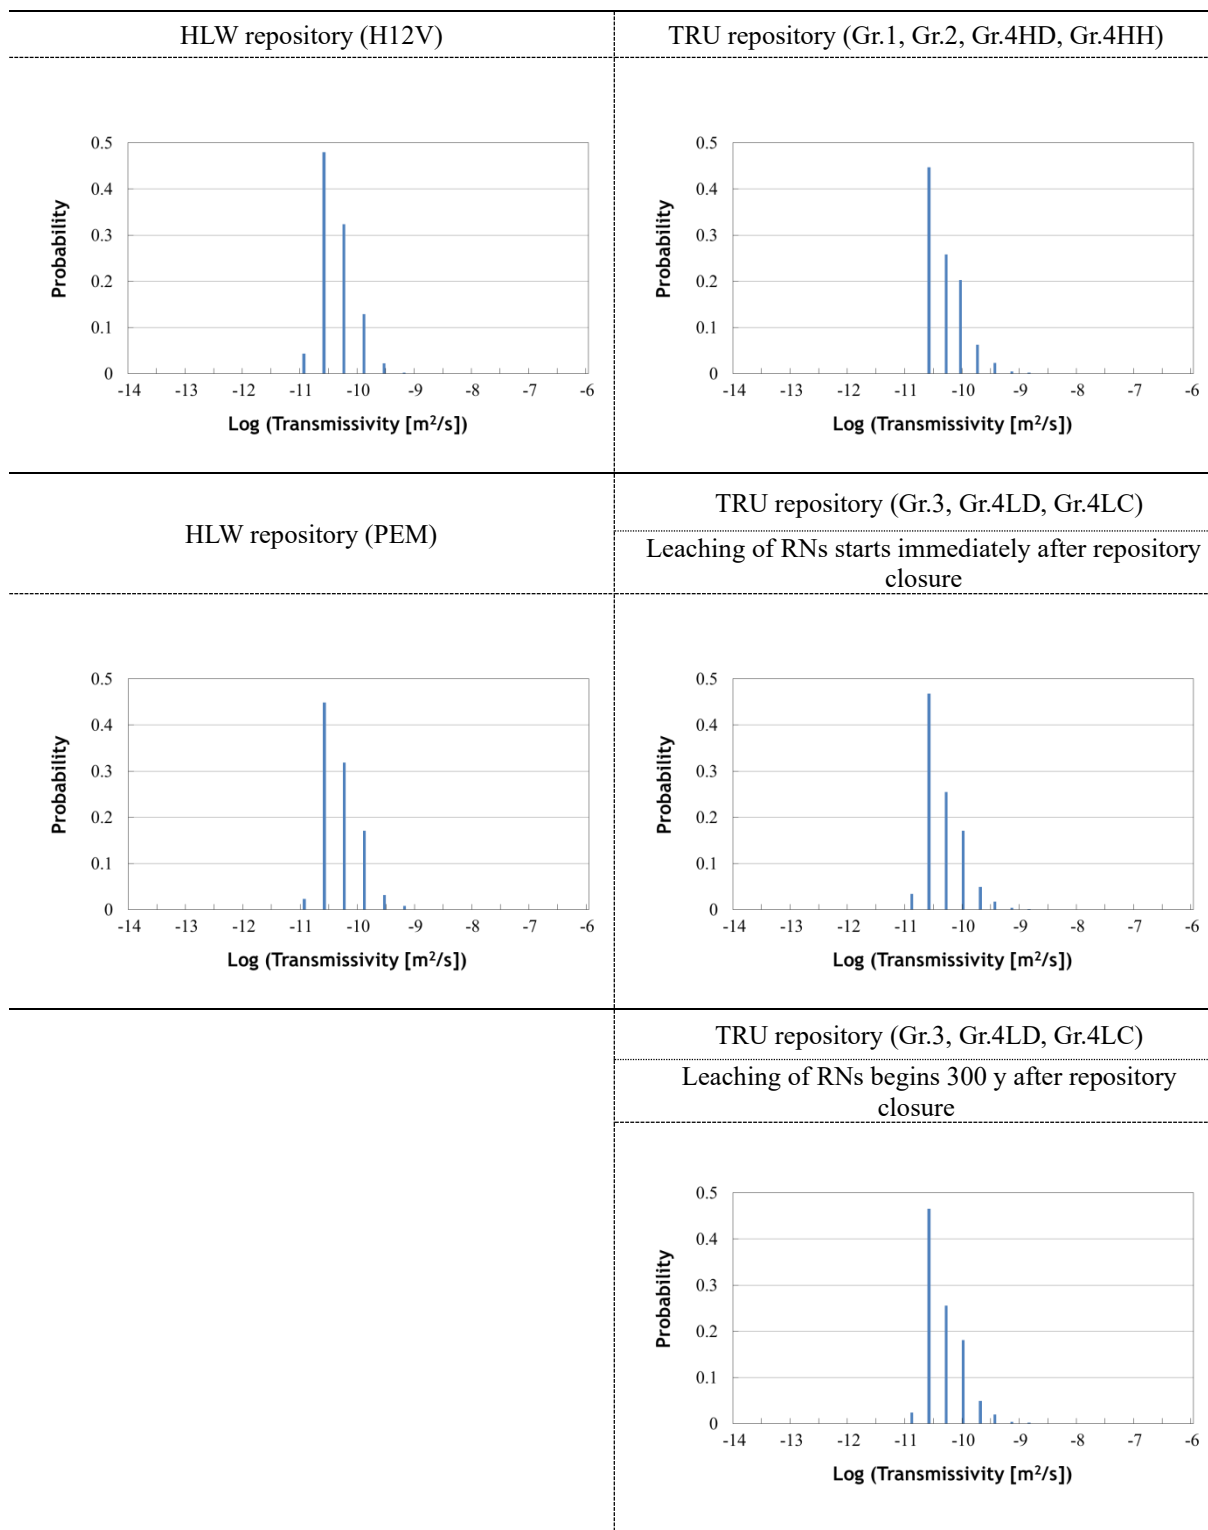 HLW repository (H12V)
TRU repository (Gr.1, Gr.2, Gr.4HD, Gr.4HH)
0.5
0.4
0.3
0.2
0.1
0
Probability
-14 -13 -12 -11 -10 -9 -8 -7 -6
Log (Transmissivity [m²/s])
0.5
0.4
0.3
0.2
0.1
0
Probability
-14 -13 -12 -11 -10 -9 -8 -7 -6
Log (Transmissivity [m²/s])
HLW repository (PEM)
TRU repository (Gr.3, Gr.4LD, Gr.4LC)
Leaching of RNs starts immediately after repository
closure
0.5
0.4
0.3
0.2
0.1
0
Probability
-14 -13 -12 -11 -10 -9 -8 -7 -6
Log (Transmissivity [m²/s])
0.5
0.4
0.3
0.2
0.1
0
Probability
-14 -13 -12 -11 -10 -9 -8 -7 -6
Log (Transmissivity [m²/s])
TRU repository (Gr.3, Gr.4LD, Gr.4LC)
Leaching of RNs begins 300 y after repository
closure
0.5
0.4
0.3
0.2
0.1
0
Probability
-14 -13 -12 -11 -10 -9 -8 -7 -6
Log (Transmissivity [m²/s])